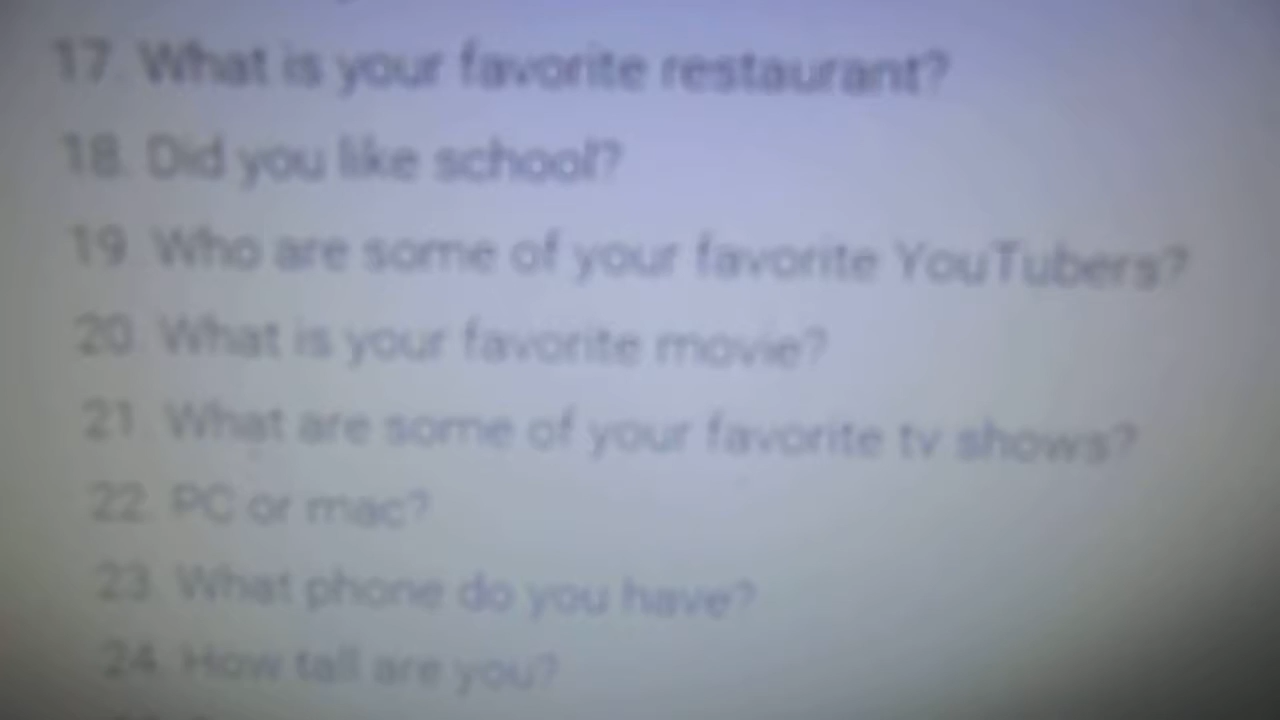 17. What is your favorite restaurant?
18. Did you like school?
19. Who are some of your favorite YouTubers?
20. What is your favorite movie?
21. What are some of your favorite tv shows?
22. PC or mac?
23. What phone do you have?
24. How tall are you?